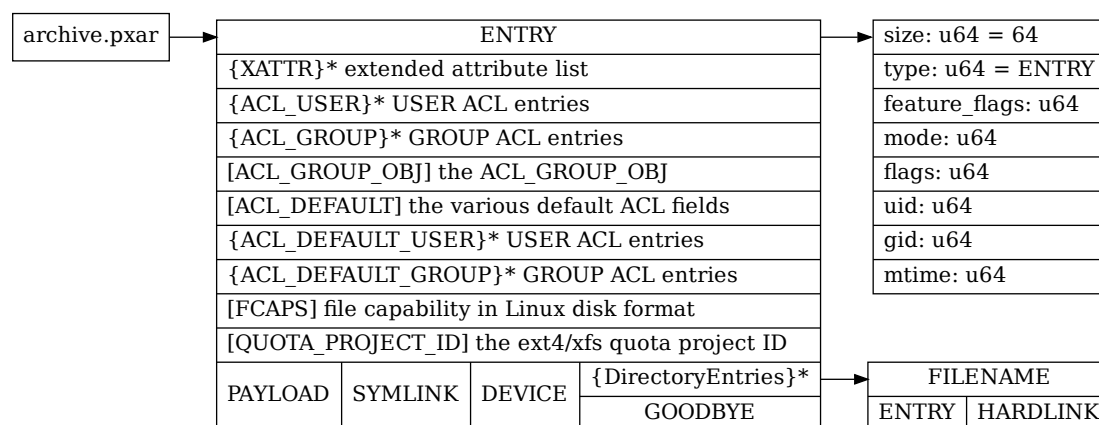 archive.pxar
ENTRY
{XATTR}* extended attribute list
{ACL_USER}* USER ACL entries
{ACL_GROUP}* GROUP ACL entries
[ACL_GROUP_OBJ] the ACL_GROUP_OBJ
[ACL_DEFAULT] the various default ACL fields
{ACL_DEFAULT_USER}* USER ACL entries
{ACL_DEFAULT_GROUP}* GROUP ACL entries
[FCAPS] file capability in Linux disk format
[QUOTA_PROJECT_ID] the ext4/xfs quota project ID
PAYLOAD
SYMLINK
DEVICE
{DirectoryEntries}*
GOODBYE
size: u64 = 64
type: u64 = ENTRY
feature_flags: u64
mode: u64
flags: u64
uid: u64
gid: u64
mtime: u64
FILENAME
ENTRY
HARDLINK